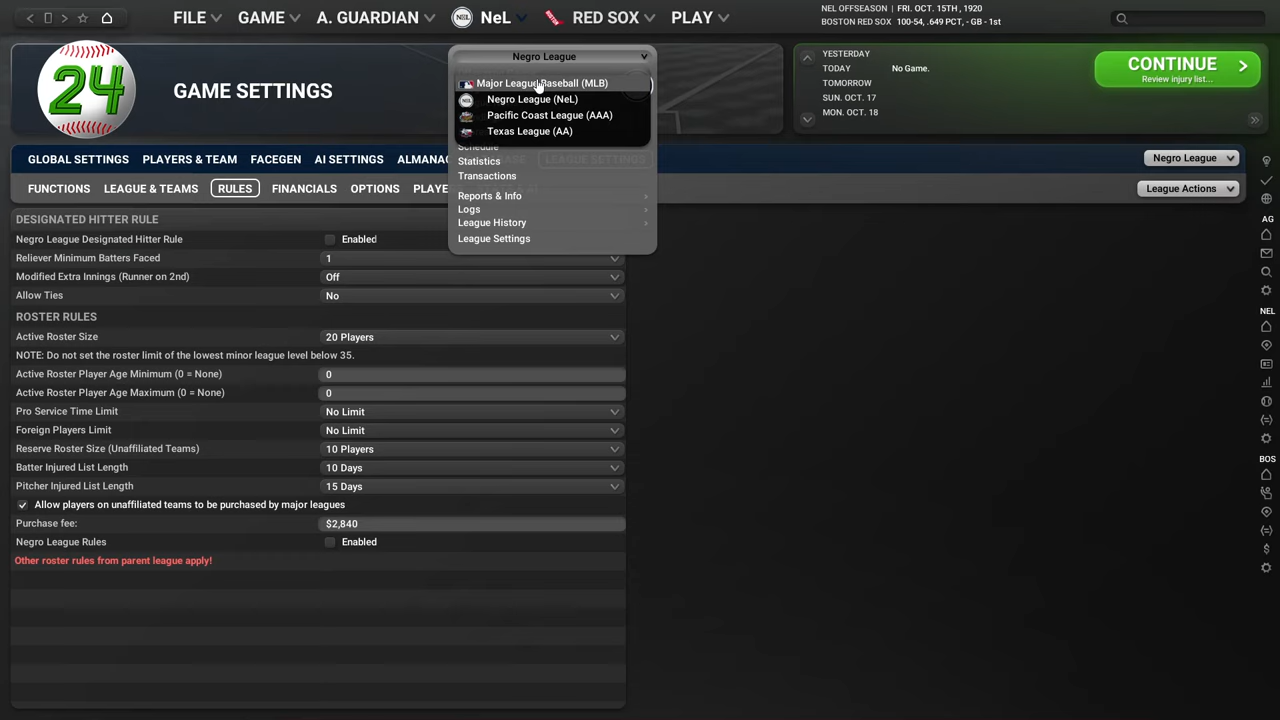 FILE
GAME
A. GUARDIAN
NEL
NeL
RED SOX
PLAY
NEL OFFSEASON | FRI. OCT. 15TH , 1920
BOSTON RED SOX 100-54, .649 PCT, - GB - 1st
24
GAME SETTINGS
Negro League
Major League Baseball (MLB)
Negro League (NeL)
Pacific Coast League (AAA)
Texas League (AA)
Schedule
Statistics
Transactions
Reports & Info
Logs
League History
League Settings
YESTERDAY
TODAY No Game.
TOMORROW
SUN. OCT. 17
MON. OCT. 18
CONTINUE
Review injury list...
GLOBAL SETTINGS PLAYERS & TEAM FACEGEN AI SETTINGS ALMANA LEAGUE SETTINGS Negro League
FUNCTIONS LEAGUE & TEAMS RULES FINANCIALS OPTIONS PLAYE League Actions
DESIGNATED HITTER RULE
Negro League Designated Hitter Rule Enabled
Reliever Minimum Batters Faced 1
Modified Extra Innings (Runner on 2nd) Off
Allow Ties No
ROSTER RULES
Active Roster Size 20 Players
NOTE: Do not set the roster limit of the lowest minor league level below 35.
Active Roster Player Age Minimum (0 = None) 0
Active Roster Player Age Maximum (0 = None) 0
Pro Service Time Limit No Limit
Foreign Players Limit No Limit
Reserve Roster Size (Unaffiliated Teams) 10 Players
Batter Injured List Length 10 Days
Pitcher Injured List Length 15 Days
Allow players on unaffiliated teams to be purchased by major leagues
Purchase fee: $2,840
Negro League Rules Enabled
Other roster rules from parent league apply!
AG
NEL
BOS